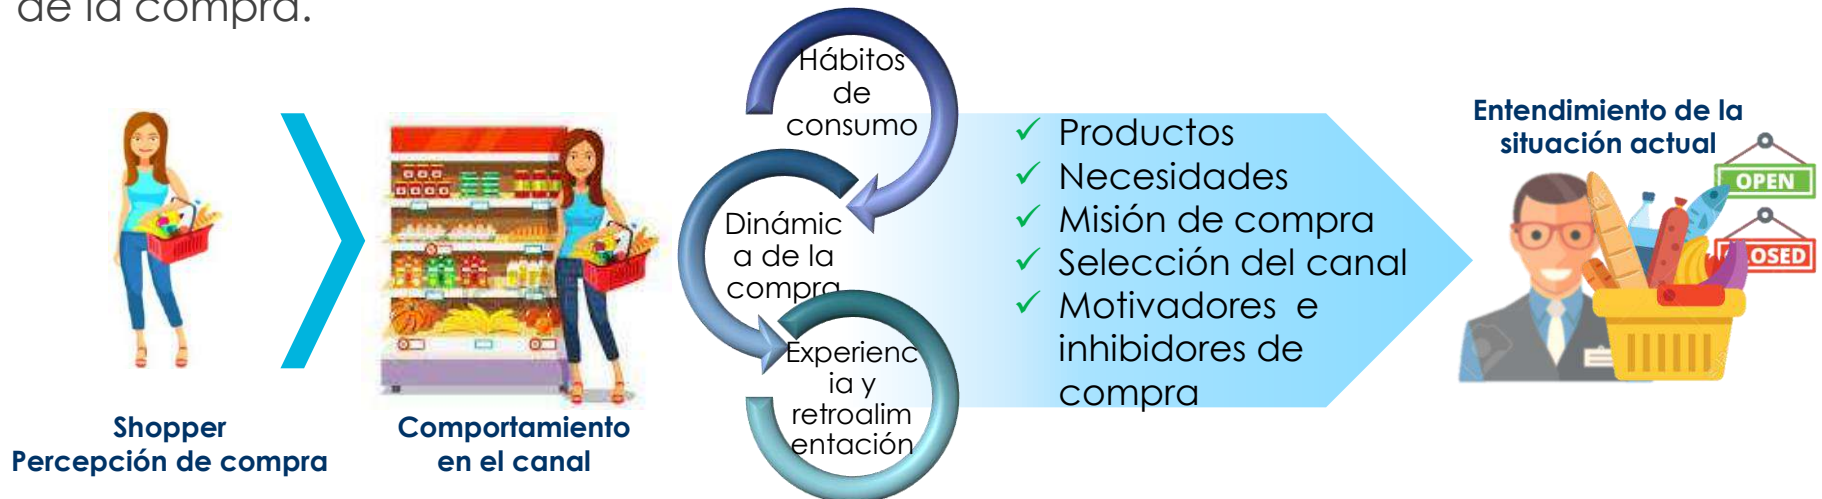 de la compra.
Shopper
Percepción de compra
Comportamiento
en el canal
Hábitos
de
consumo
Dinámic
a de la
compra
Experienc
ia y
retroalim
entación
✓ Productos
✓ Necesidades
✓ Misión de compra
✓ Selección del canal
✓ Motivadores e
inhibidores de
compra
Entendimiento de la
situación actual
OPEN
LOSED